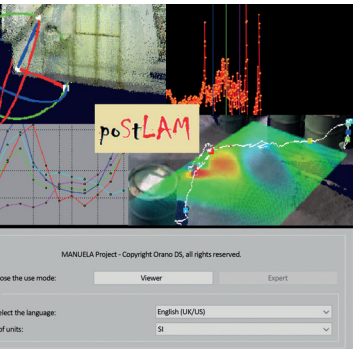 poStLAM
MANUELA Project - Copyright Orano DS, all rights reserved.
ose the use mode:
Viewer
Expert
elect the language:
English (UK/US)
of units:
SI